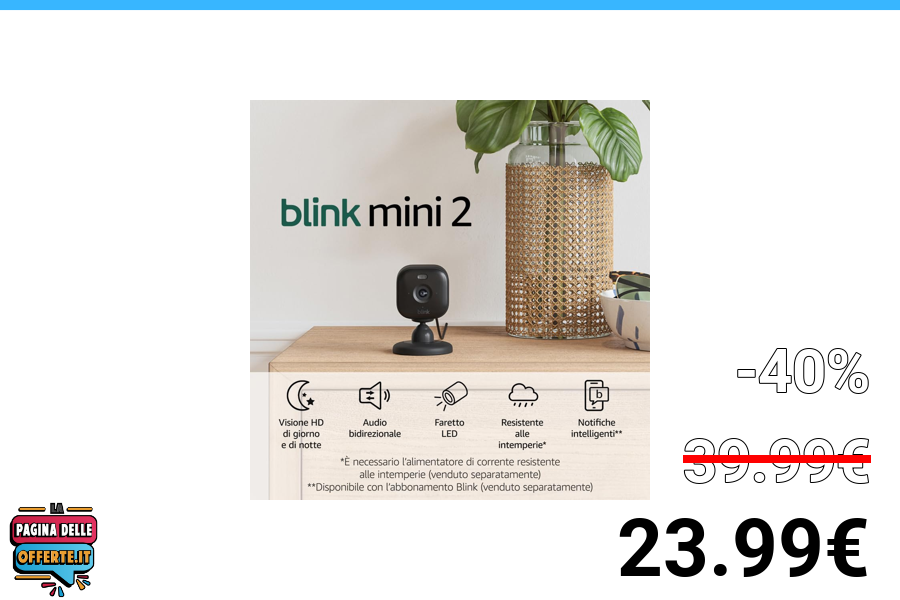 blink mini 2
Visione HD
di giorno
e di notte
Audio
bidirezionale
Faretto
LED
Resistente
alle
intemperie*
Notifiche
intelligenti**
*È necessario l'alimentatore di corrente resistente
alle intemperie (venduto separatamente)
**Disponibile con l'abbonamento Blink (venduto separatamente)
-40%
39.99€
23.99€
LA
PAGINA DELLE
OFFERTE.IT